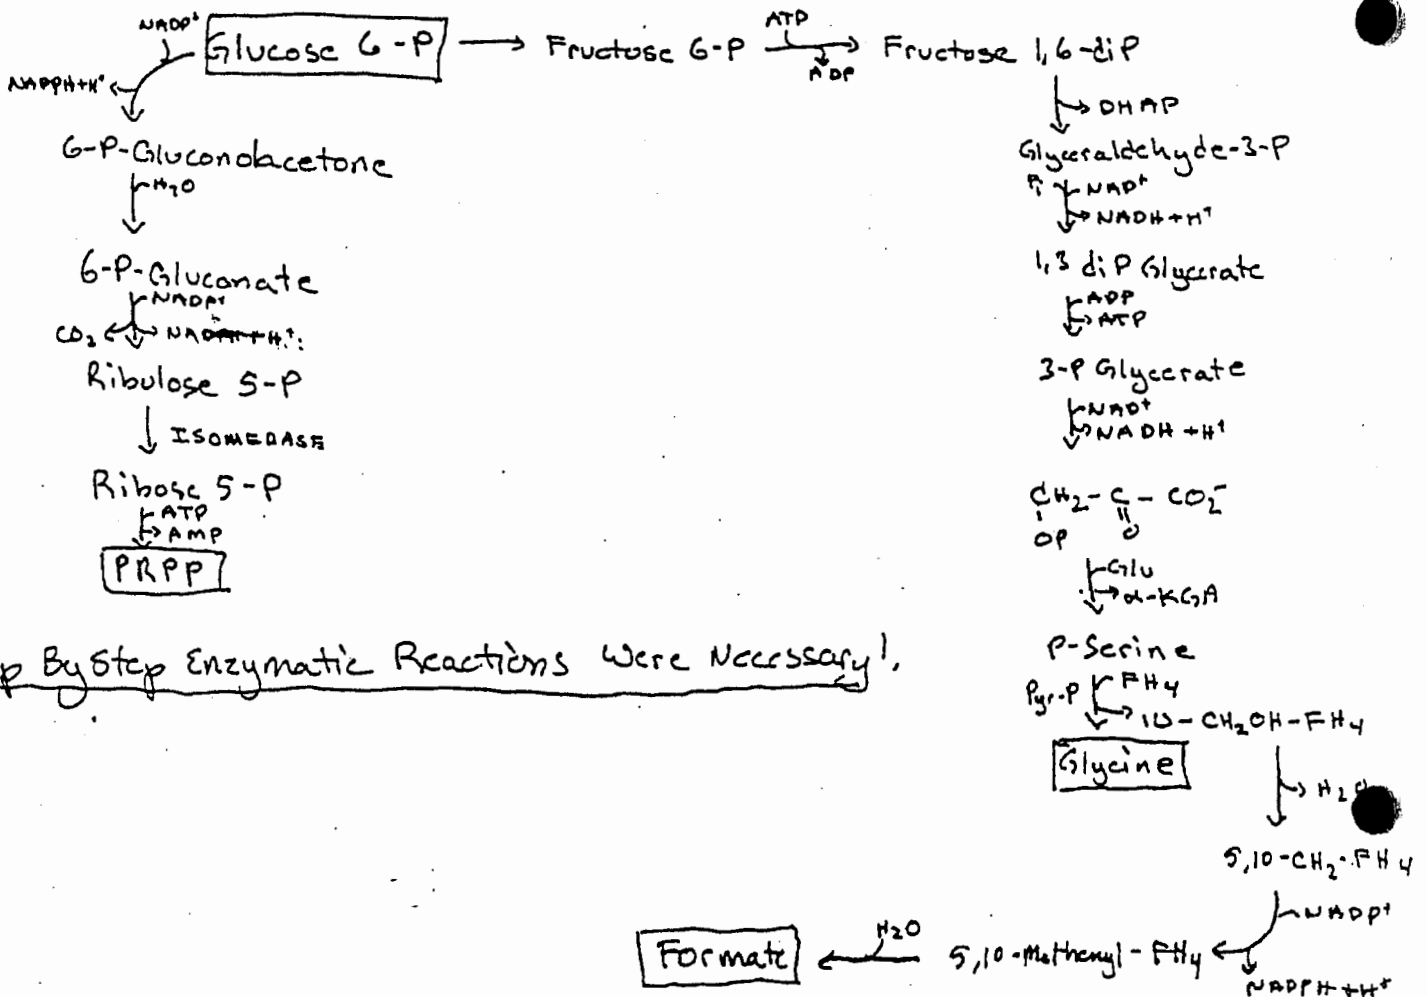 NADP+
Glucose 6-P → Fructose 6-P → Fructose 1,6-diP
ATP
ADP
NADPH+H+
DHAP
6-P-Gluconolacetone
Glyceraldehyde-3-P
H2O
Pi NAD+
NADH+H+
6-P-Gluconate
1,3 diP Glycerate
NADP+
ADP
ATP
CO2
Ribulose 5-P
3-P Glycerate
NAD+
NADH+H+
ISOMERASE
Ribose 5-P
CH2-C-CO2-
OP O
ATP
AMP
PRPP
Glu
α-KGA
p By Step Enzymatic Reactions Were Necessary!.
P-Serine
Pyr-P FH4
10-CH2OH-FH4
Glycine
H2O
5,10-CH2-FH4
NADP+
NADPH+H+
Formate ← H2O 5,10-Methenyl-FH4